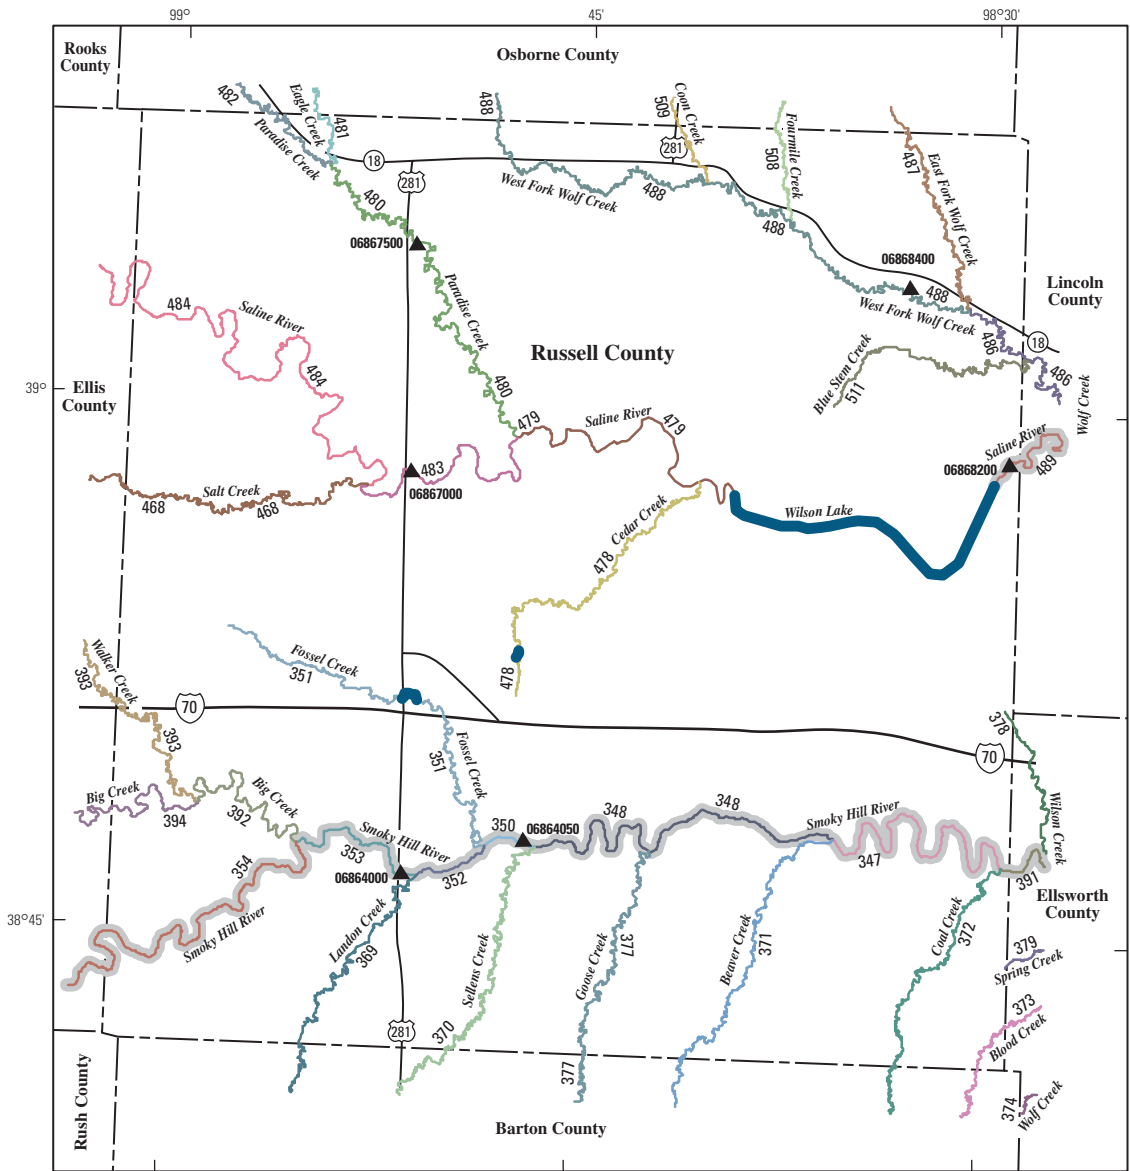 99°
45'
98°30'
Rooks
County
Osborne County
482
Eagle Creek
481
488
Coon Creek
509
281
Fourmile Creek
508
487
East Fork Wolf Creek
Paradise Creek
18
281
West Fork Wolf Creek
488
480
488
06867500
06868400
Lincoln
County
484
Saline River
Paradise Creek
488
West Fork Wolf Creek
486
18
Russell County
484
39°
Ellis
County
480
Blue Stem Creek
511
486
Wolf Creek
479
Saline River
479
Saline River
06868200
489
483
06867000
Salt Creek
468
468
Wilson Lake
Cedar Creek
478
478
Walker Creek
393
Fossel Creek
351
70
393
351
Fossel Creek
378
70
Wilson Creek
Big Creek
394
392
Big Creek
348
348
Smoky Hill River
350
06864050
Smoky Hill River
353
347
354
06864000
352
391
Ellsworth
County
38°45'
Smoky Hill River
Landon Creek
369
Sellens Creek
370
Goose Creek
377
Beaver Creek
371
Coal Creek
372
379
Spring Creek
373
Blood Creek
281
377
374
Wolf Creek
Rush County
Barton County